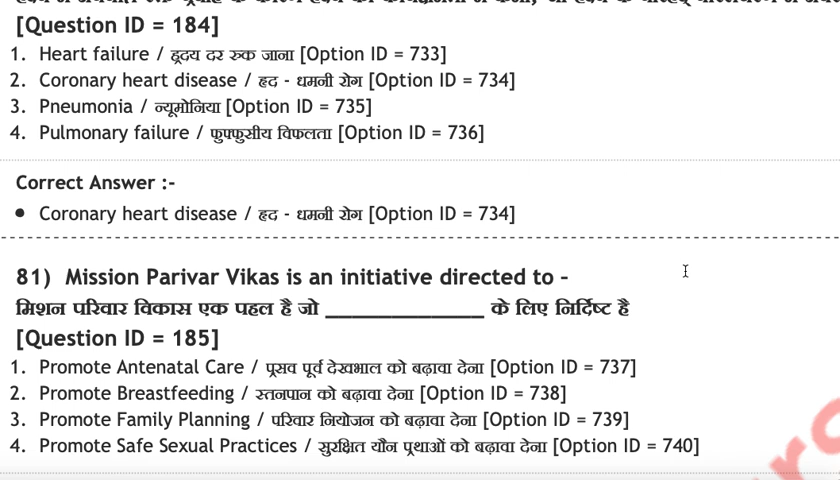 [Question ID = 184]
1. Heart failure / हृदय दर रुक जाना [Option ID = 733]
2. Coronary heart disease / हृद - धमनी रोग [Option ID = 734]
3. Pneumonia / न्यूमोनिया [Option ID = 735]
4. Pulmonary failure / फुफ्फुसीय विफलता [Option ID = 736]
Correct Answer :-
• Coronary heart disease / हृद - धमनी रोग [Option ID = 734]
81) Mission Parivar Vikas is an initiative directed to -
मिशन परिवार विकास एक पहल है जो ______________ के लिए निर्दिष्ट है
[Question ID = 185]
1. Promote Antenatal Care / प्रसव पूर्व देखभाल को बढ़ावा देना [Option ID = 737]
2. Promote Breastfeeding / स्तनपान को बढ़ावा देना [Option ID = 738]
3. Promote Family Planning / परिवार नियोजन को बढ़ावा देना [Option ID = 739]
4. Promote Safe Sexual Practices / सुरक्षित यौन प्रथाओं को बढ़ावा देना [Option ID = 740]